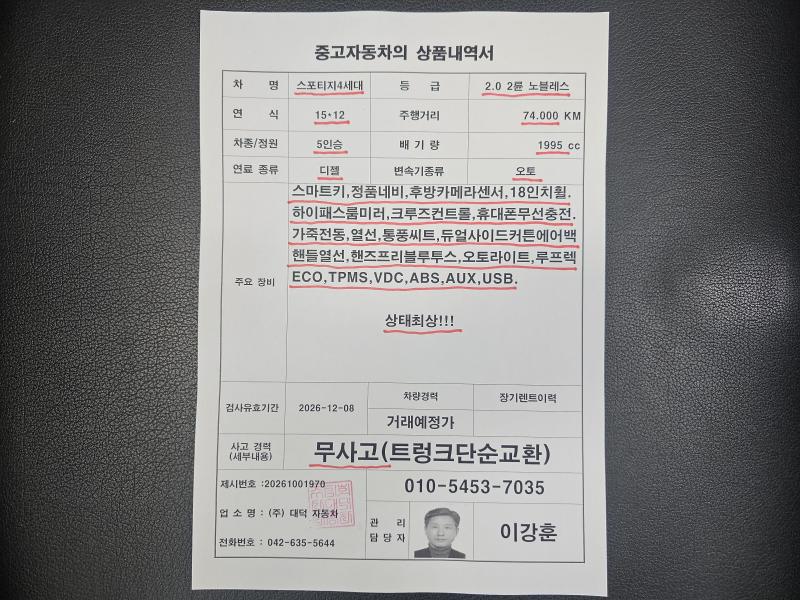 중고자동차의 상품내역서
차 명 스포티지4세대 등 급 2.0 2륜 노블레스
연 식 15*12 주행거리 74.000 KM
차종/정원 5인승 배 기 량 1995 cc
연료 종류 디젤 변속기종류 오토
주요 장비
스마트키,정품네비,후방카메라센서,18인치휠.
하이패스룸미러,크루즈컨트롤,휴대폰무선충전.
가죽전동,열선,통풍씨트,듀얼사이드커튼에어백
핸들열선,핸즈프리블루투스,오토라이트,루프렉
ECO,TPMS,VDC,ABS,AUX,USB.
상태최상!!!
검사유효기간 2026-12-08 차량경력 장기렌트이력
거래예정가
사고 경력
(세부내용)
무사고(트렁크단순교환)
제시번호 :20261001970
010-5453-7035
업 소 명 : (주) 대덕 자동차
전화번호 : 042-635-5644
관 리
담 당 자
이강훈